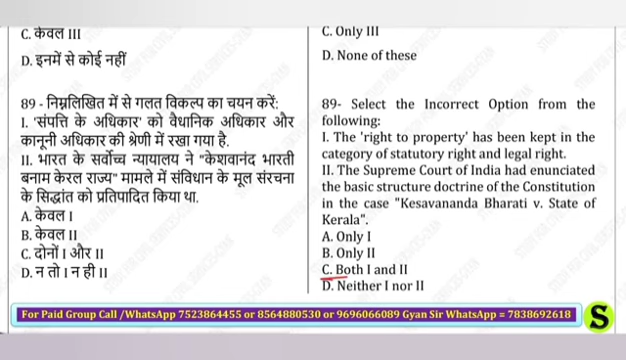 C. केवल III
D. इनमें से कोई नहीं
89 - निम्नलिखित में से गलत विकल्प का चयन करें:
I. 'संपत्ति के अधिकार' को वैधानिक अधिकार और
कानूनी अधिकार की श्रेणी में रखा गया है.
II. भारत के सर्वोच्च न्यायालय ने "केशवानंद भारती
बनाम केरल राज्य" मामले में संविधान के मूल संरचना
के सिद्धांत को प्रतिपादित किया था.
A. केवल I
B. केवल II
C. दोनों I और II
D. न तो I न ही II
C. Only III
D. None of these
89- Select the Incorrect Option from the
following:
I. The 'right to property' has been kept in the
category of statutory right and legal right.
II. The Supreme Court of India had enunciated
the basic structure doctrine of the Constitution
in the case "Kesavananda Bharati v. State of
Kerala".
A. Only I
B. Only II
C. Both I and II
D. Neither I nor II
For Paid Group Call /WhatsApp 7523864455 or 8564880530 or 9696066089 Gyan Sir WhatsApp = 7838692618
S